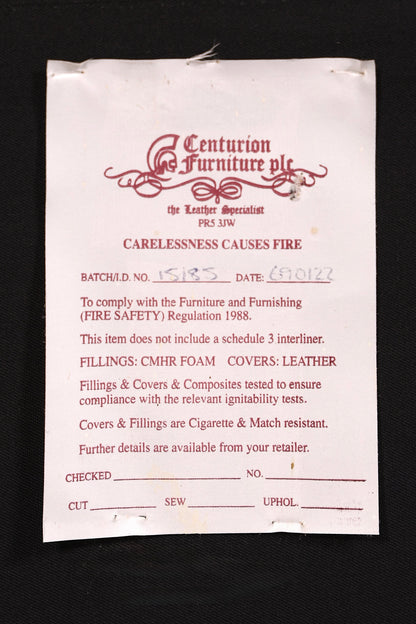 Centurion
Furniture plc
the Leather Specialist
PR5 3JW
CARELESSNESS CAUSES FIRE
BATCH/I.D. NO. 15185 DATE:
To comply with the Furniture and Furnishing
(FIRE SAFETY) Regulation 1988.
This item does not include a schedule 3 interliner.
FILLINGS: CMHR FOAM COVERS: LEATHER
Fillings & Covers & Composites tested to ensure
compliance with the relevant ignitability tests.
Covers & Fillings are Cigarette & Match resistant.
Further details are available from your retailer.
CHECKED NO.
CUT SEW UPHOL.